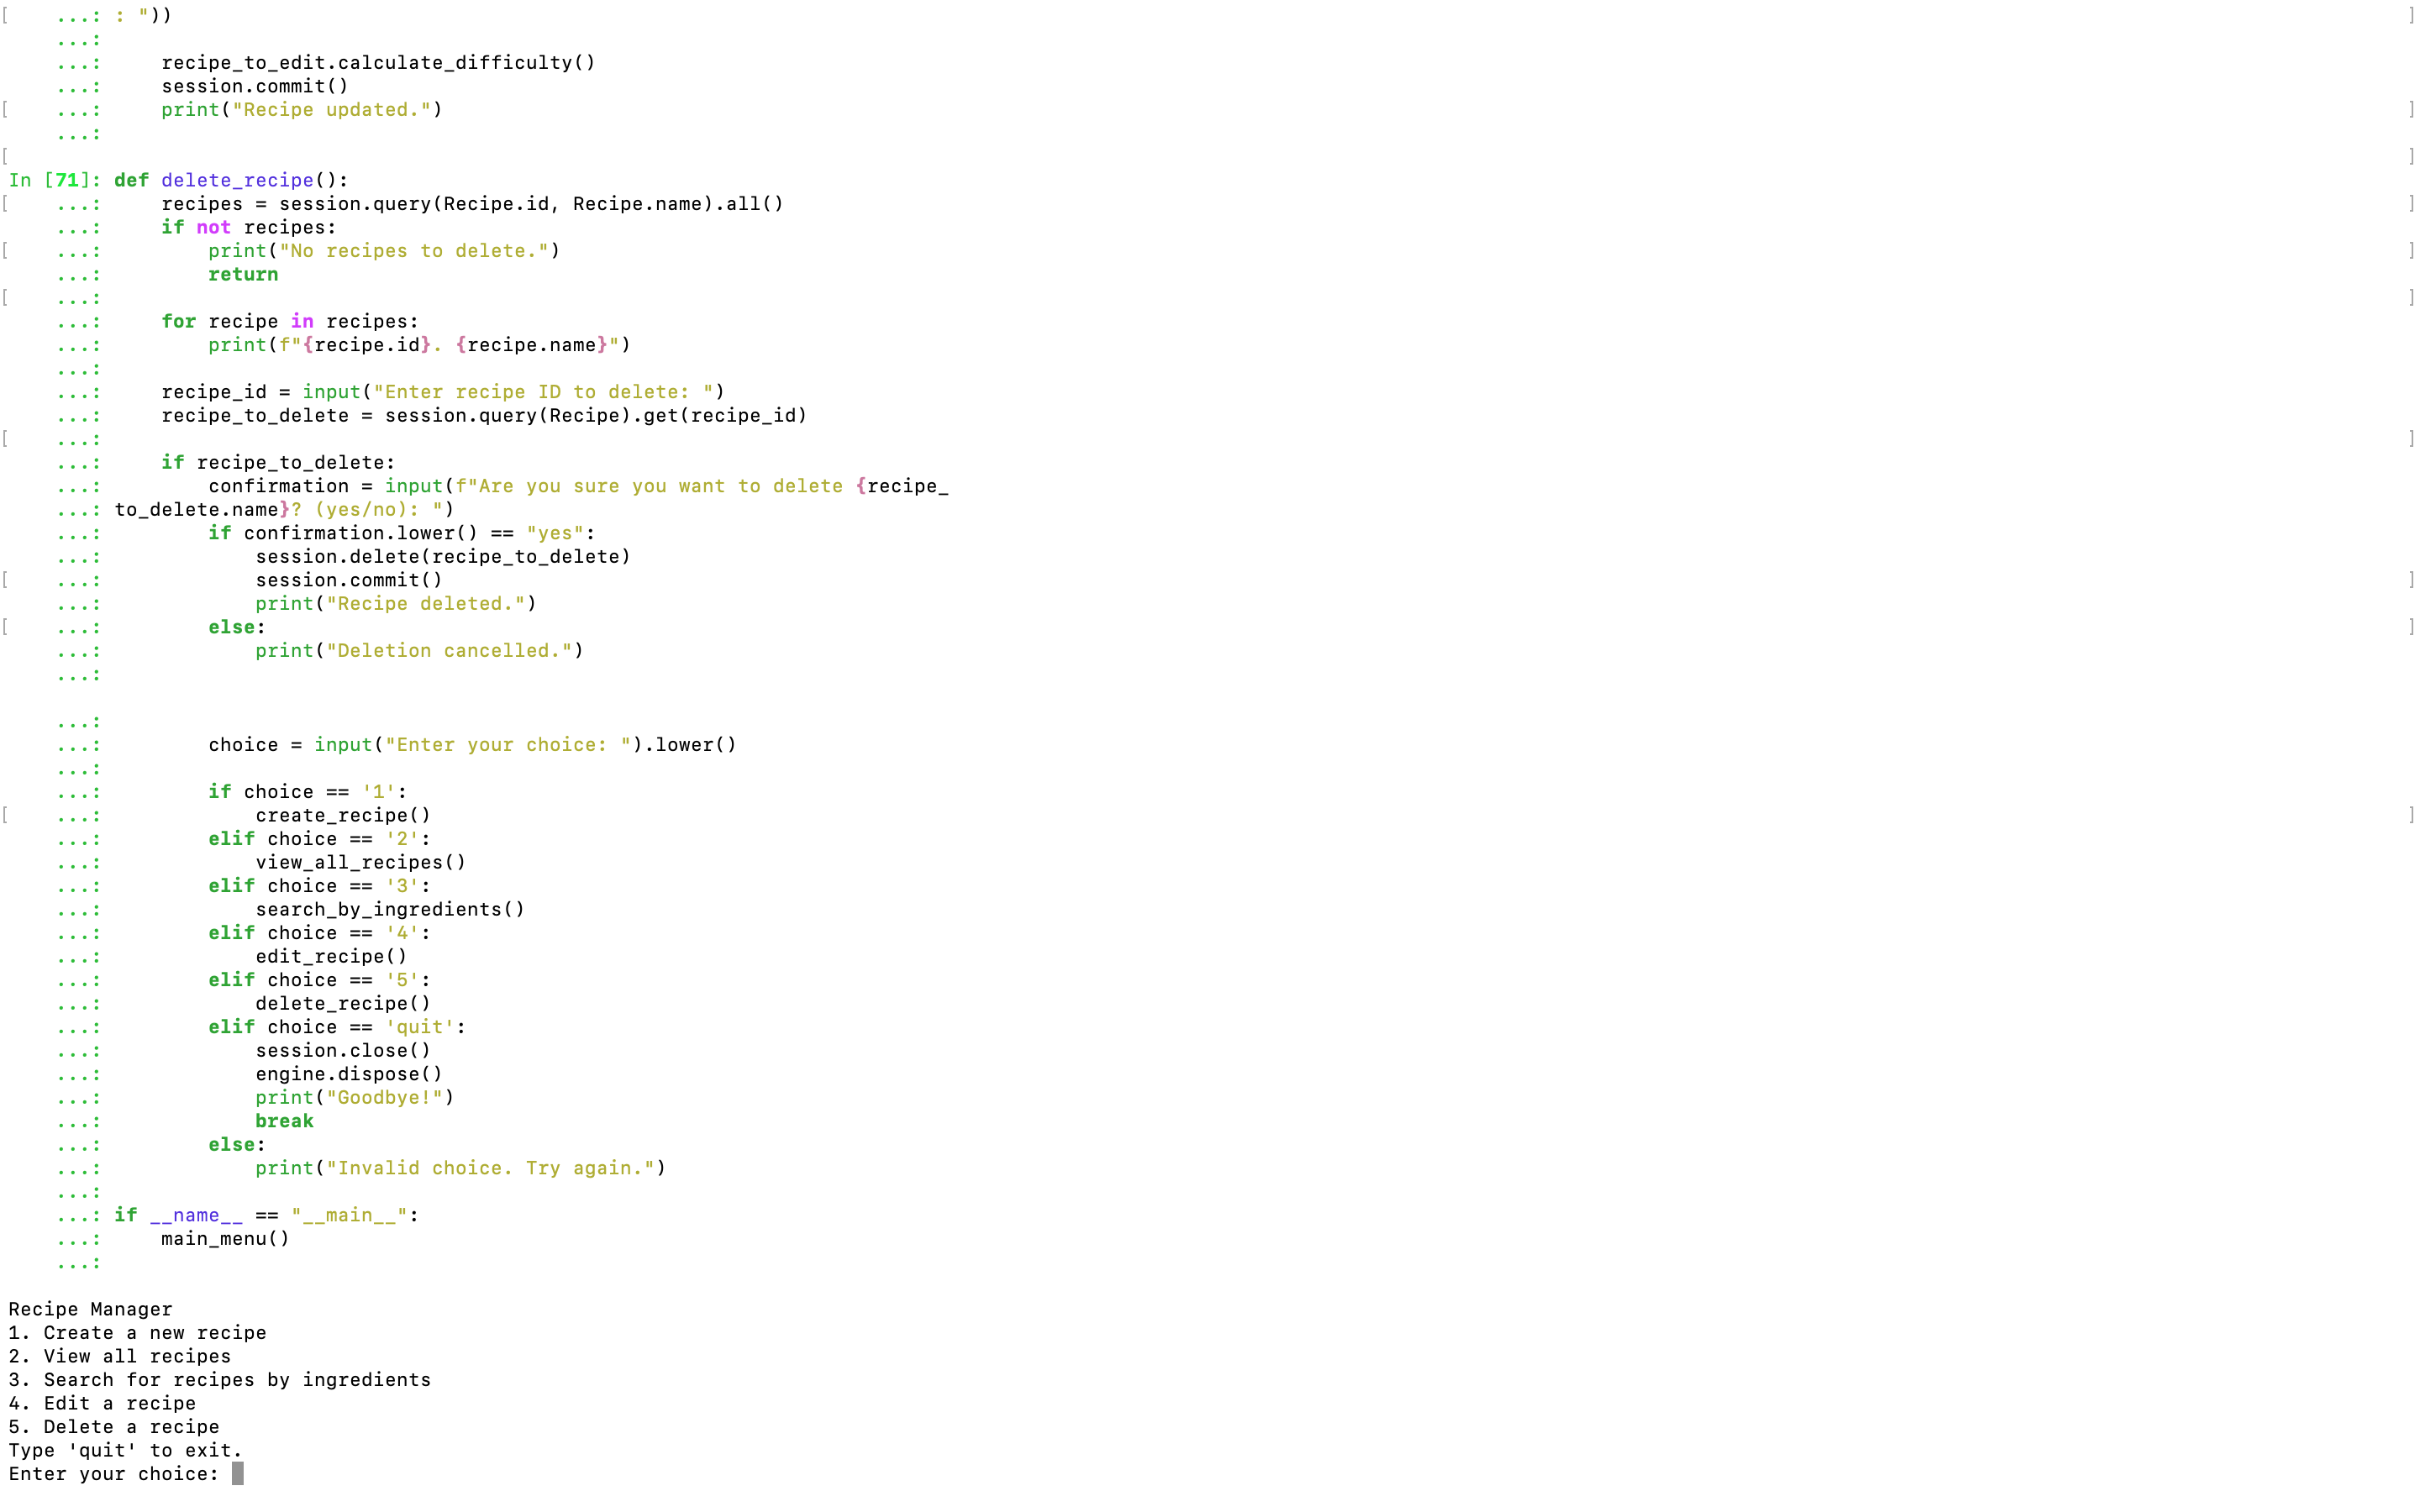 [    ...: : "))
    ...:
    ...:     recipe_to_edit.calculate_difficulty()
    ...:     session.commit()
[    ...:     print("Recipe updated.")                    ]
    ...:
[                    ]
In [71]: def delete_recipe():
[    ...:     recipes = session.query(Recipe.id, Recipe.name).all()                    ]
    ...:     if not recipes:
[    ...:         print("No recipes to delete.")                    ]
    ...:         return
[    ...:                    ]
    ...:     for recipe in recipes:
    ...:         print(f"{recipe.id}. {recipe.name}")
    ...:
    ...:     recipe_id = input("Enter recipe ID to delete: ")
    ...:     recipe_to_delete = session.query(Recipe).get(recipe_id)
[    ...:                    ]
    ...:     if recipe_to_delete:
    ...:         confirmation = input(f"Are you sure you want to delete {recipe_
    ...: to_delete.name}? (yes/no): ")
    ...:         if confirmation.lower() == "yes":
    ...:             session.delete(recipe_to_delete)
[    ...:             session.commit()                    ]
    ...:             print("Recipe deleted.")
[    ...:         else:                    ]
    ...:             print("Deletion cancelled.")
    ...:
    ...:
    ...:         choice = input("Enter your choice: ").lower()
    ...:
    ...:         if choice == '1':
[    ...:             create_recipe()                    ]
    ...:         elif choice == '2':
    ...:             view_all_recipes()
    ...:         elif choice == '3':
    ...:             search_by_ingredients()
    ...:         elif choice == '4':
    ...:             edit_recipe()
    ...:         elif choice == '5':
    ...:             delete_recipe()
    ...:         elif choice == 'quit':
    ...:             session.close()
    ...:             engine.dispose()
    ...:             print("Goodbye!")
    ...:             break
    ...:         else:
    ...:             print("Invalid choice. Try again.")
    ...:
    ...: if __name__ == "__main__":
    ...:     main_menu()
    ...:
Recipe Manager
1. Create a new recipe
2. View all recipes
3. Search for recipes by ingredients
4. Edit a recipe
5. Delete a recipe
Type 'quit' to exit.
Enter your choice: